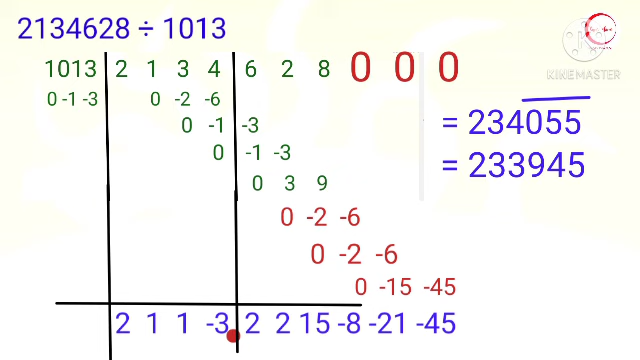 2134628 ÷ 1013
KINEMASTER
1013 2 1 3 4 6 2 8 0 0 0
0 -1 -3 0 -2 -6
0 -1 -3
0 -1 -3
0 3 9
0 -2 -6
0 -2 -6
0 -15 -45
2 1 1 -3 2 2 15 -8 -21 -45
= 234055
= 233945